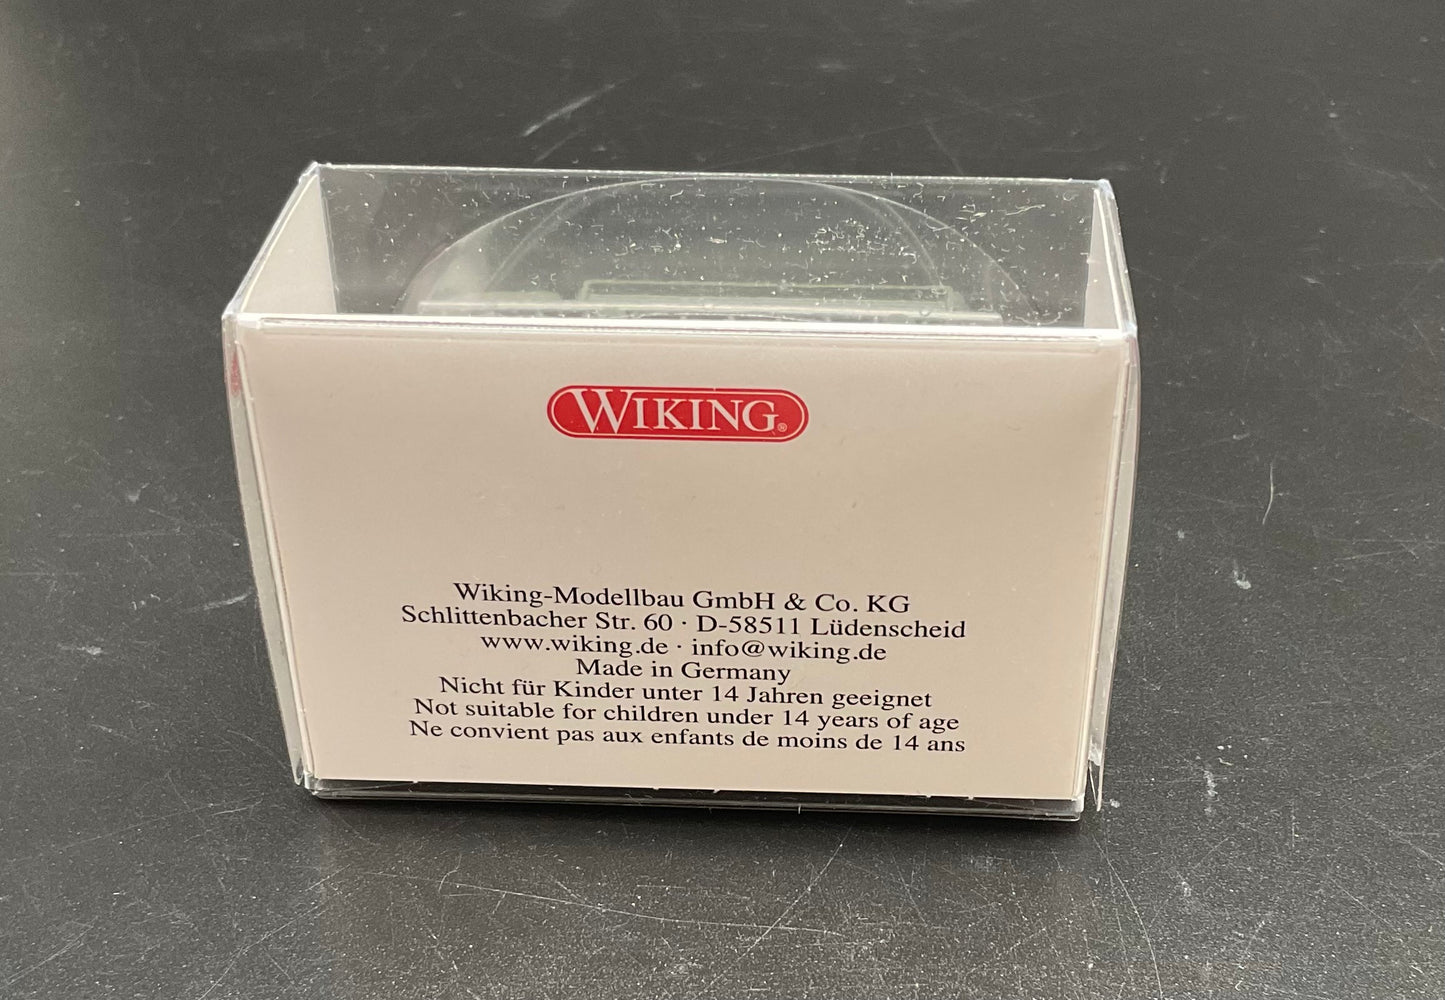 WIKING®
Wiking-Modellbau GmbH & Co. KG
Schlittenbacher Str. 60 · D-58511 Lüdenscheid
www.wiking.de · info@wiking.de
Made in Germany
Nicht für Kinder unter 14 Jahren geeignet
Not suitable for children under 14 years of age
Ne convient pas aux enfants de moins de 14 ans